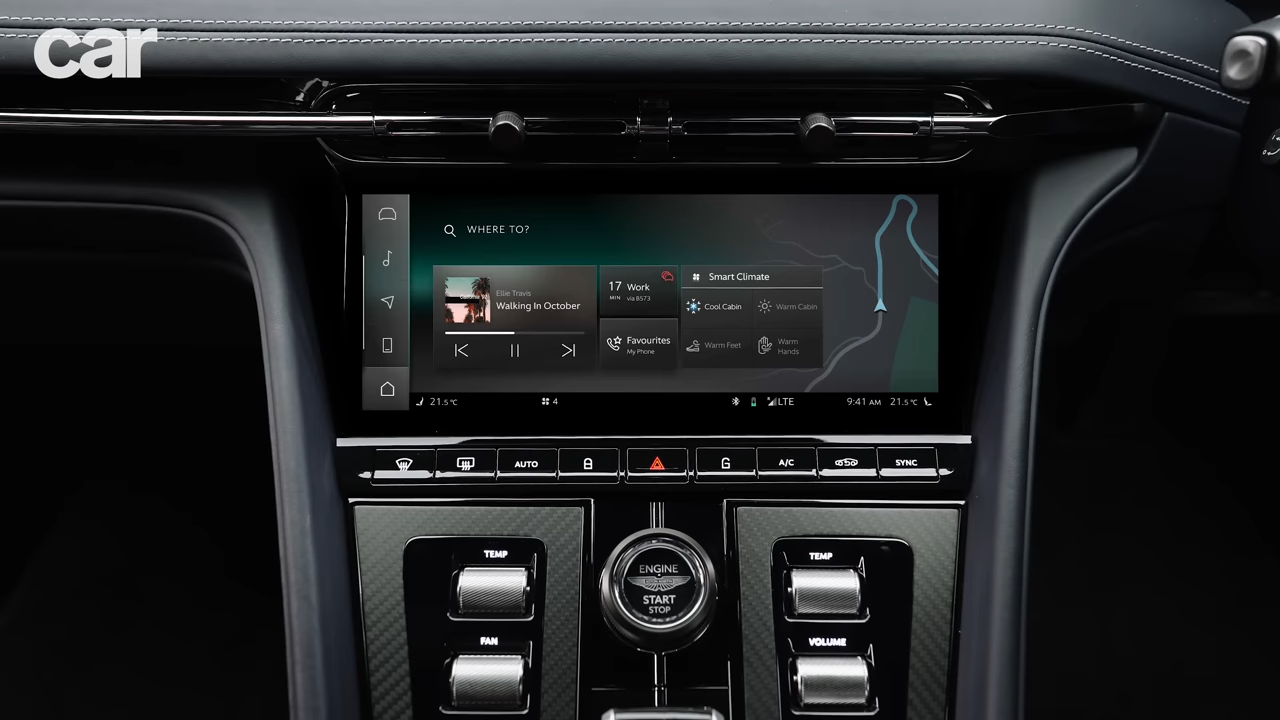 car
WHERE TO?
Ellie Travis
Walking In October
17 MIN
Work
via B573
Favourites
My Phone
Smart Climate
Cool Cabin
Warm Cabin
Warm Feet
Warm Hands
21.5°C
4
LTE
9:41 AM
21.5°C
AUTO
A/C
SYNC
TEMP
ENGINE
START
STOP
TEMP
FAN
VOLUME